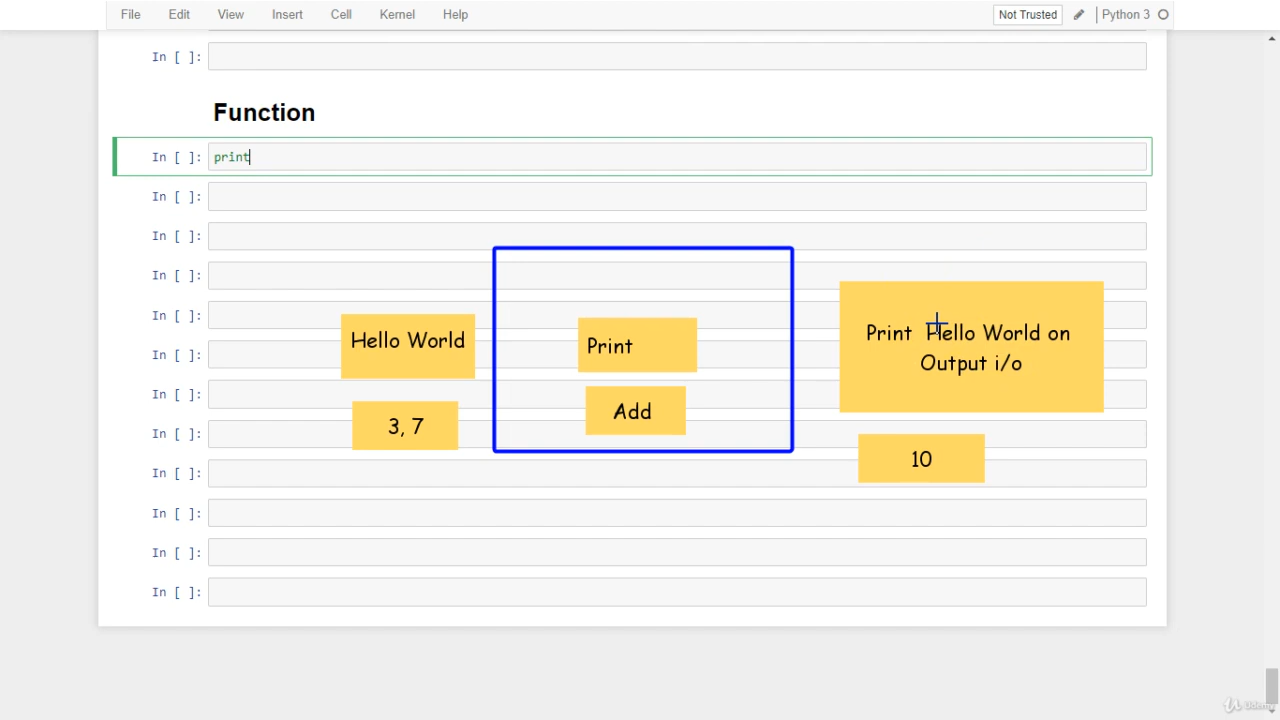 File Edit View Insert Cell Kernel Help Not Trusted Python 3
In [ ]:
Function
In [ ]: print
In [ ]:
In [ ]:
In [ ]:
In [ ]:
In [ ]:
In [ ]:
In [ ]:
In [ ]:
In [ ]:
In [ ]:
In [ ]:
Hello World
3, 7
Print
Add
Print Hello World on
Output i/o
10
Udemy